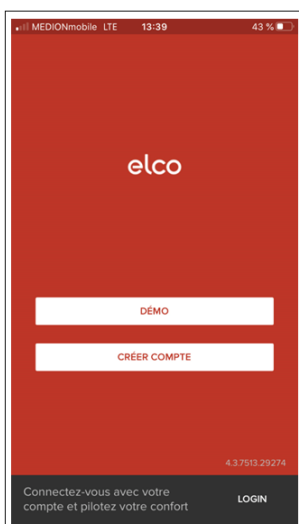 MEDIONmobile LTE 13:39 43 %
elco
DÉMO
CRÉER COMPTE
4.3.7513.29274
Connectez-vous avec votre
compte et pilotez votre confort
LOGIN